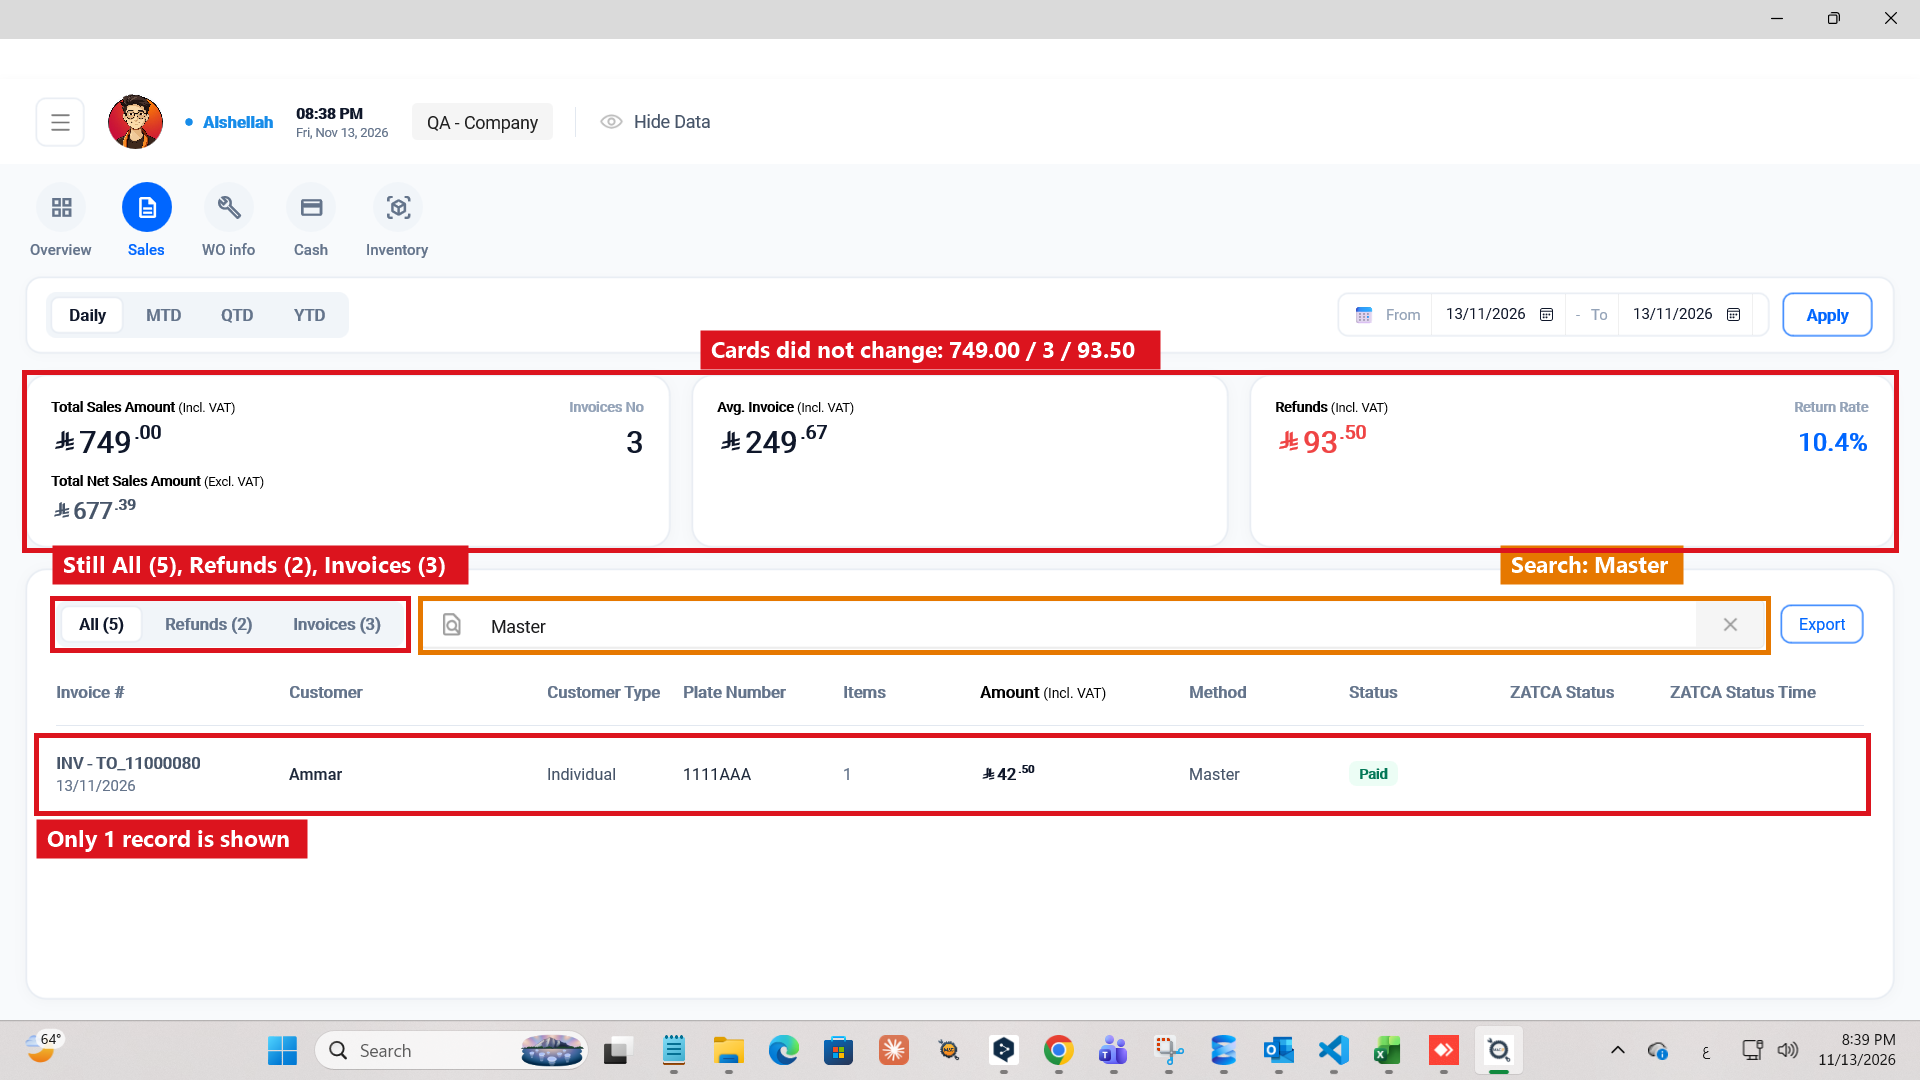 08:38 PM
Alshellah
Fri, Nov 13, 2026
QA - Company
Hide Data
Overview
Sales
WO info
Cash
Inventory
Daily MTD QTD YTD
From 13/11/2026 - To 13/11/2026
Apply
Cards did not change: 749.00 / 3 / 93.50
Total Sales Amount (Incl. VAT) Invoices No
749.00 3
Total Net Sales Amount (Excl. VAT)
677.39
Avg. Invoice (Incl. VAT)
249.67
Refunds (Incl. VAT) Return Rate
93.50 10.4%
Still All (5), Refunds (2), Invoices (3)
Search: Master
All (5) Refunds (2) Invoices (3)
Master
Export
Invoice # Customer Customer Type Plate Number Items Amount (Incl. VAT) Method Status ZATCA Status ZATCA Status Time
INV - TO_11000080
13/11/2026
Ammar Individual 1111AAA 1 42.50 Master Paid
Only 1 record is shown
64°
Search
ع
8:39 PM
11/13/2026